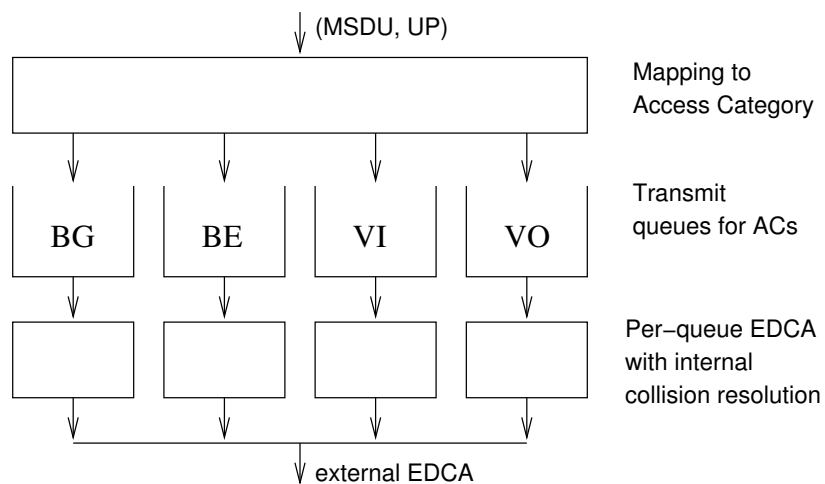 (MSDU, UP)
Mapping to
Access Category
Transmit
queues for ACs
BG
BE
VI
VO
Per−queue EDCA
with internal
collision resolution
external EDCA